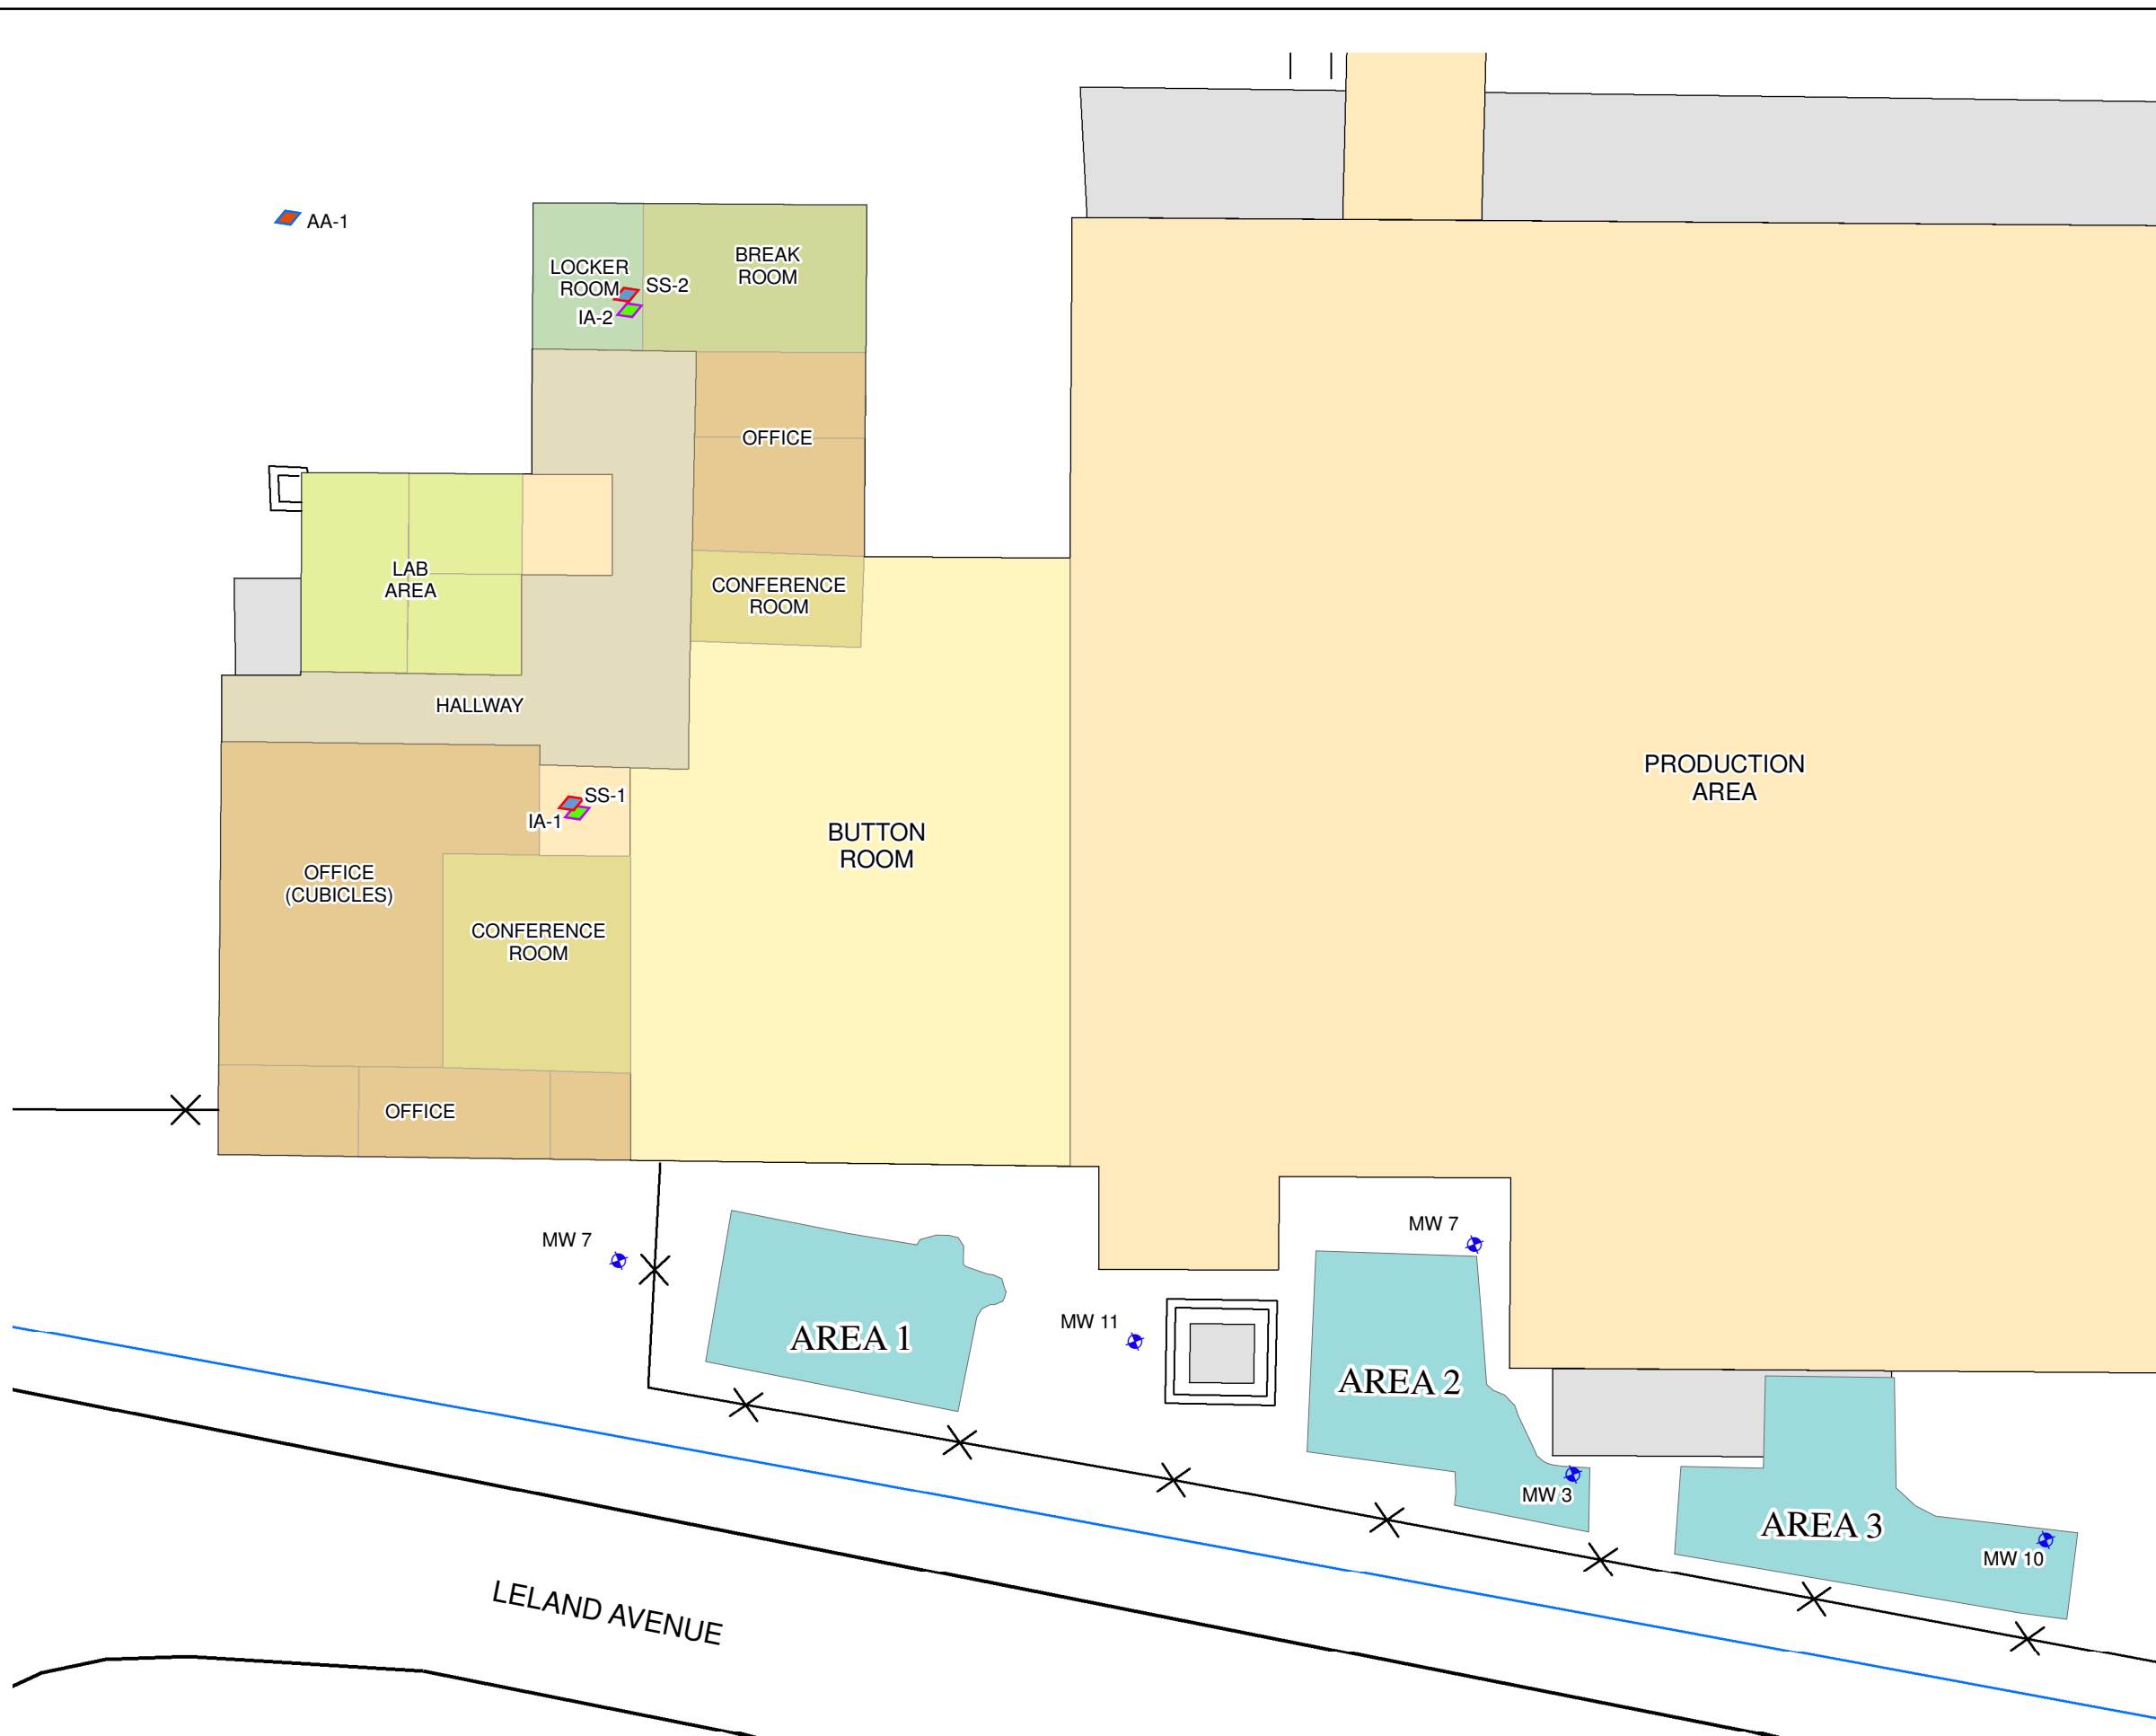 AA-1
LOCKER
ROOM
SS-2
IA-2
BREAK
ROOM
OFFICE
LAB
AREA
CONFERENCE
ROOM
HALLWAY
SS-1
IA-1
OFFICE
(CUBICLES)
CONFERENCE
ROOM
BUTTON
ROOM
PRODUCTION
AREA
OFFICE
MW 7
AREA 1
MW 11
MW 7
AREA 2
MW 3
AREA 3
MW 10
LELAND AVENUE